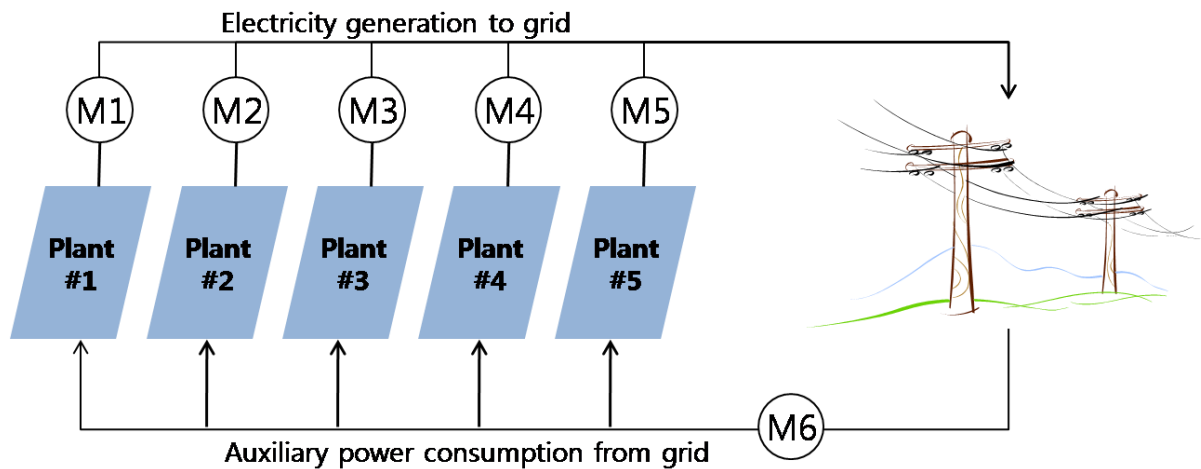 Electricity generation to grid
M1 M2 M3 M4 M5
Plant Plant Plant Plant Plant
#1 #2 #3 #4 #5
M6
Auxiliary power consumption from grid